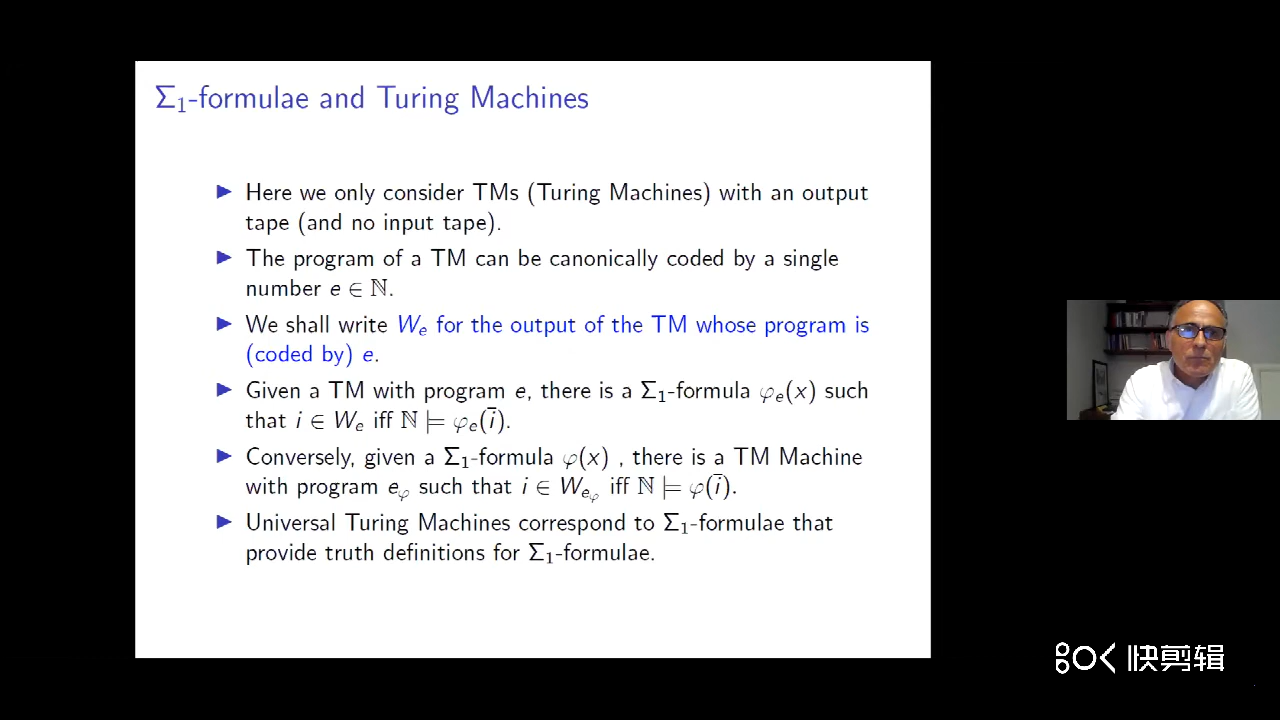 Σ₁-formulae and Turing Machines
▶ Here we only consider TMs (Turing Machines) with an output
tape (and no input tape).
▶ The program of a TM can be canonically coded by a single
number e ∈ ℕ.
▶ We shall write Wₑ for the output of the TM whose program is
(coded by) e.
▶ Given a TM with program e, there is a Σ₁-formula φₑ(x) such
that i ∈ Wₑ iff ℕ ⊨ φₑ(i̅).
▶ Conversely, given a Σ₁-formula φ(x) , there is a TM Machine
with program e_φ such that i ∈ W_{e_φ} iff ℕ ⊨ φ(i̅).
▶ Universal Turing Machines correspond to Σ₁-formulae that
provide truth definitions for Σ₁-formulae.
快剪辑